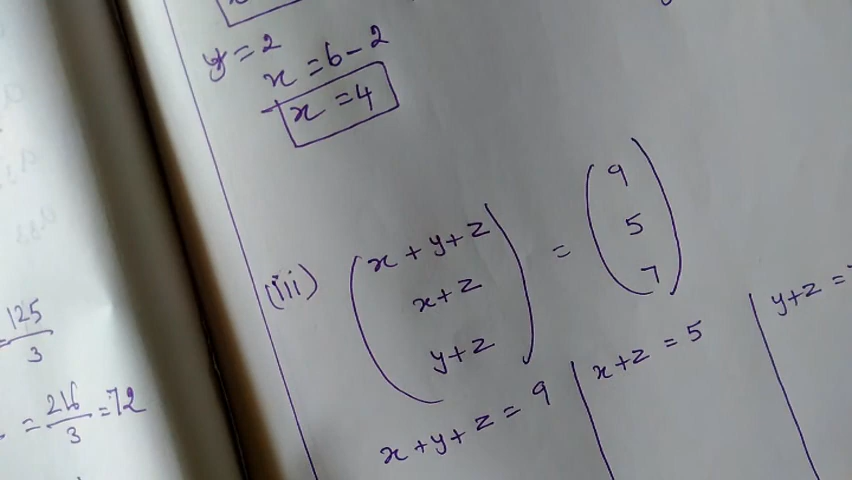 y = 2
x = 6 - 2
x = 4
(iii) (x + y + z) = (9)
x + z 5
y + z 7
x + y + z = 9 | x + z = 5 | y + z =
125
3
= 216/3 = 72